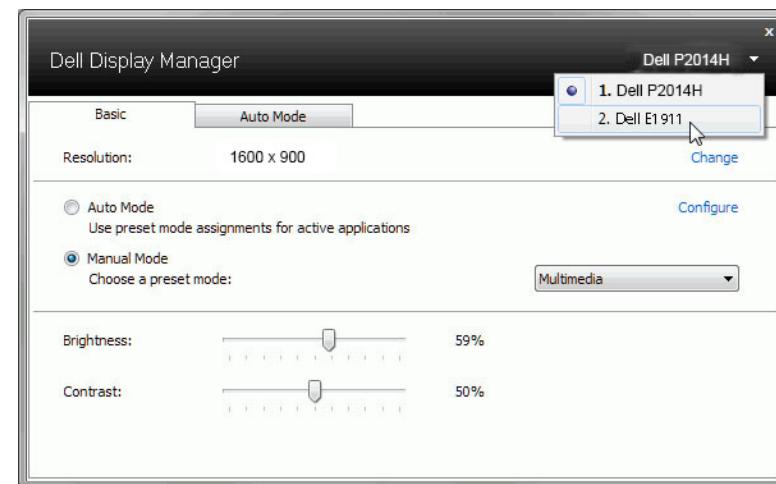 x
Dell Display Manager Dell P2014H
1. Dell P2014H
2. Dell E1911
Basic Auto Mode
Resolution: 1600 x 900 Change
Auto Mode Configure
Use preset mode assignments for active applications
Manual Mode
Choose a preset mode: Multimedia
Brightness: 59%
Contrast: 50%